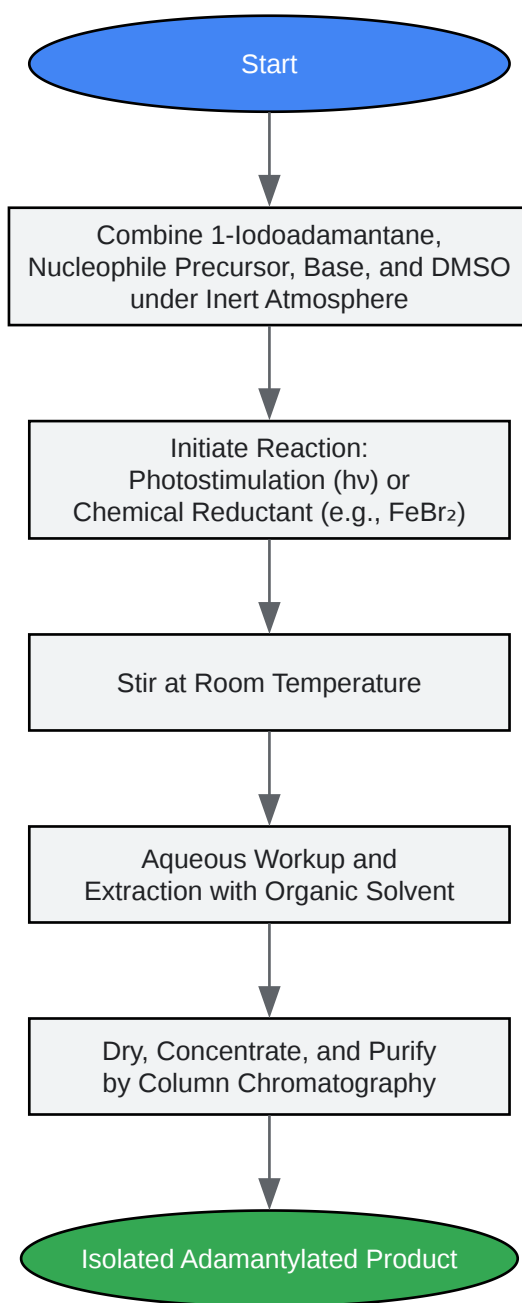 Start
Combine 1-Iodoadamantane,
Nucleophile Precursor, Base, and DMSO
under Inert Atmosphere
Initiate Reaction:
Photostimulation (hν) or
Chemical Reductant (e.g., FeBr₂)
Stir at Room Temperature
Aqueous Workup and
Extraction with Organic Solvent
Dry, Concentrate, and Purify
by Column Chromatography
Isolated Adamantylated Product